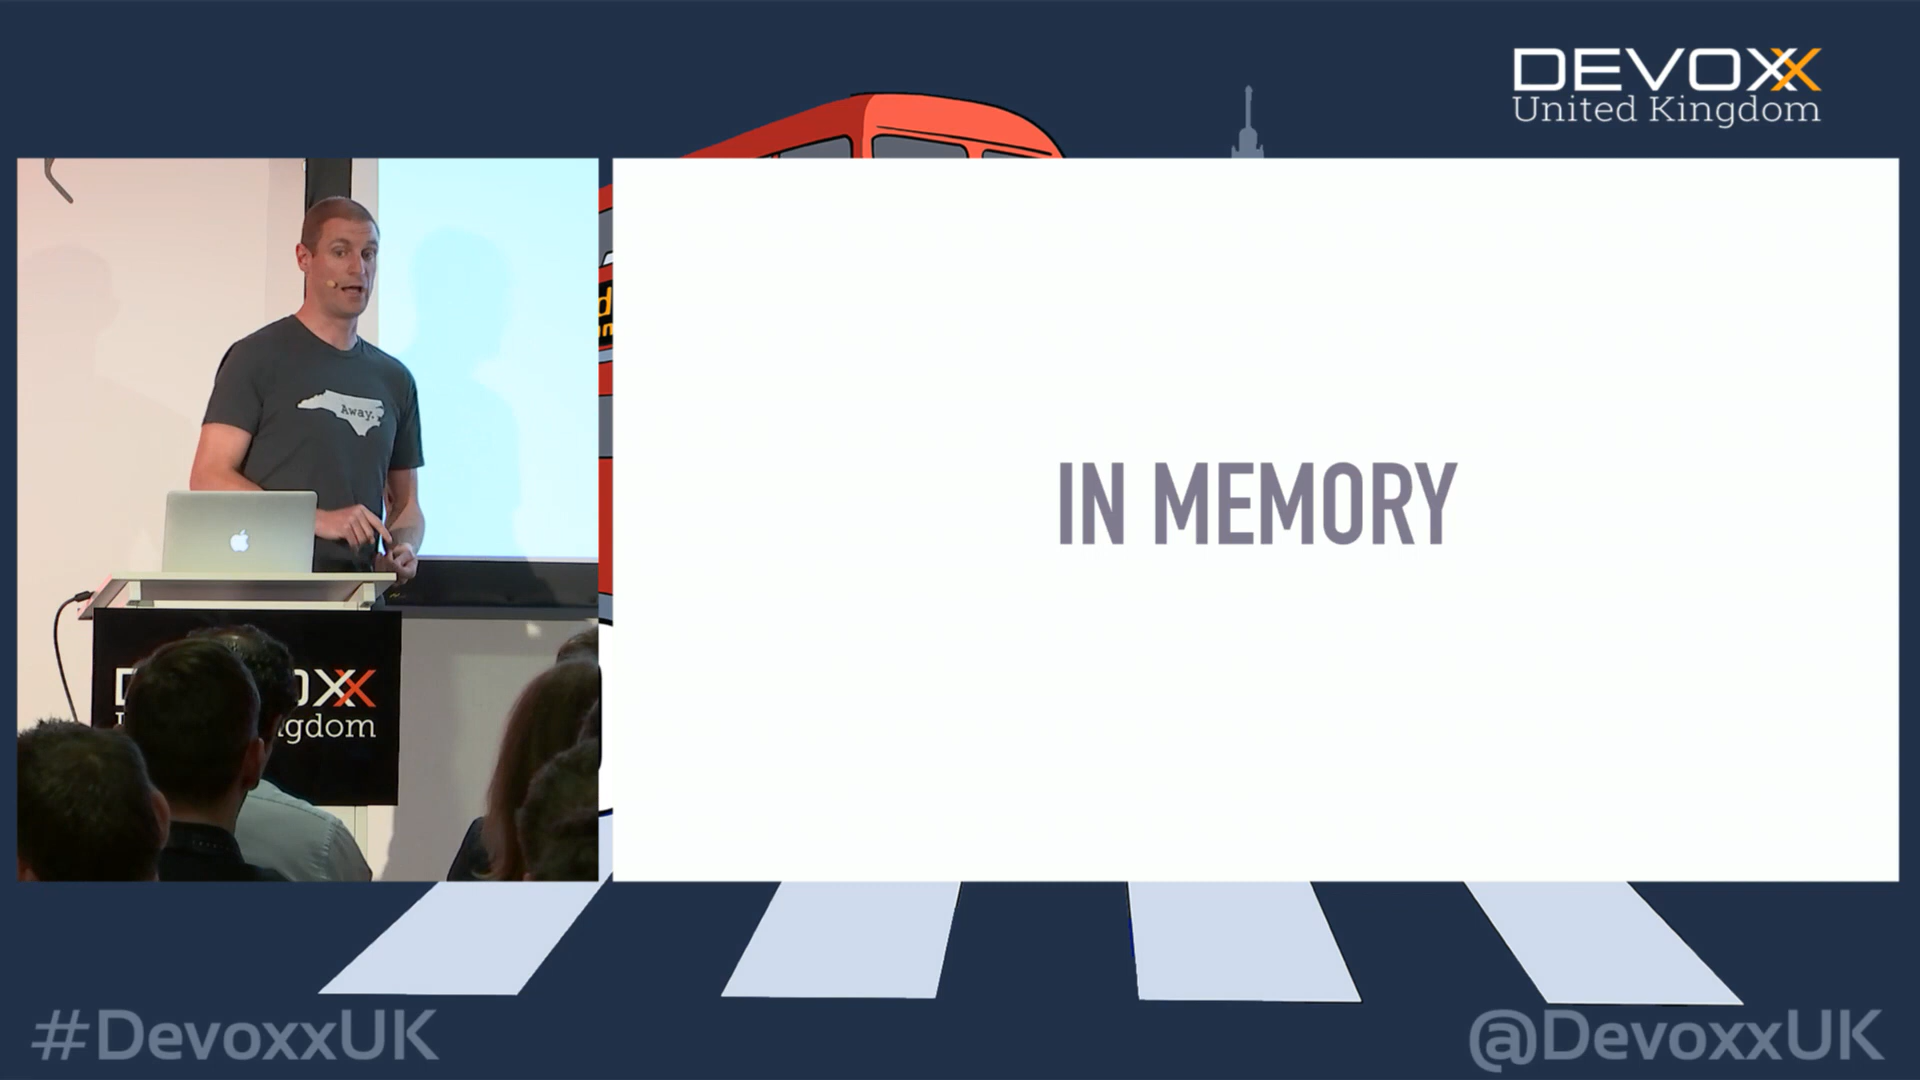 DEVOXX
United Kingdom
Away.
IN MEMORY
#DevoxxUK
@DevoxxUK